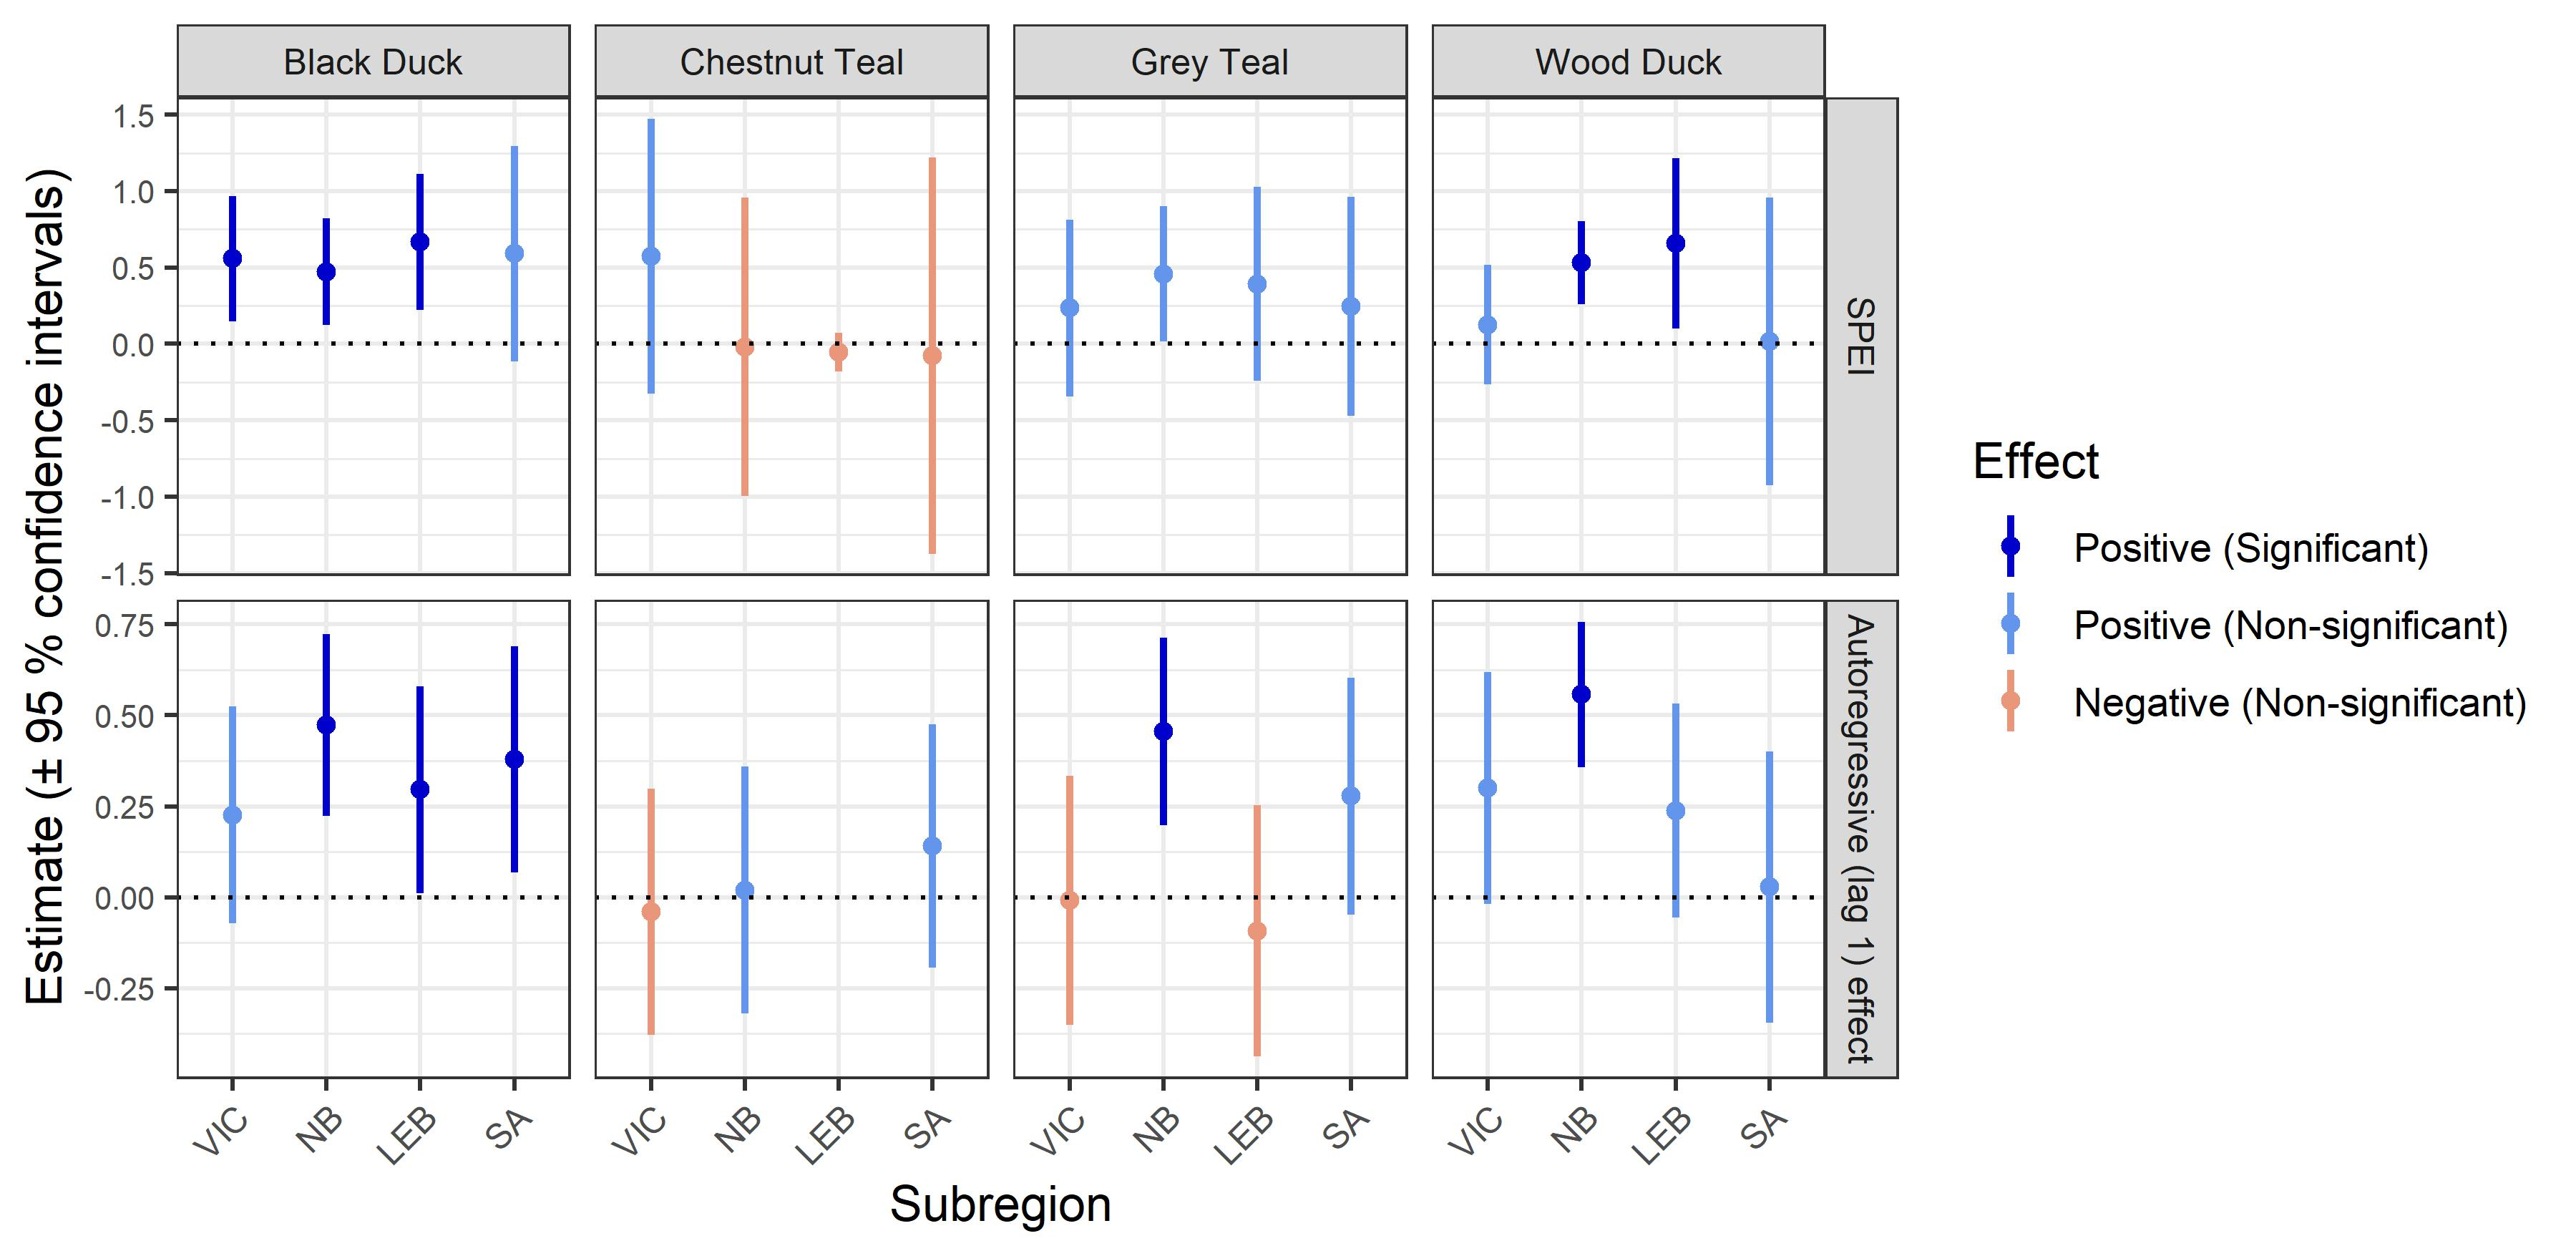 Black Duck
Chestnut Teal
Grey Teal
Wood Duck
Estimate (± 95 % confidence intervals)
1.5
1.0
0.5
0.0
-0.5
-1.0
-1.5
SPEI
0.75
0.50
0.25
0.00
-0.25
Autoregressive (lag 1) effect
VIC
NB
LEB
SA
VIC
NB
LEB
SA
VIC
NB
LEB
SA
VIC
NB
LEB
SA
Subregion
Effect
Positive (Significant)
Positive (Non-significant)
Negative (Non-significant)